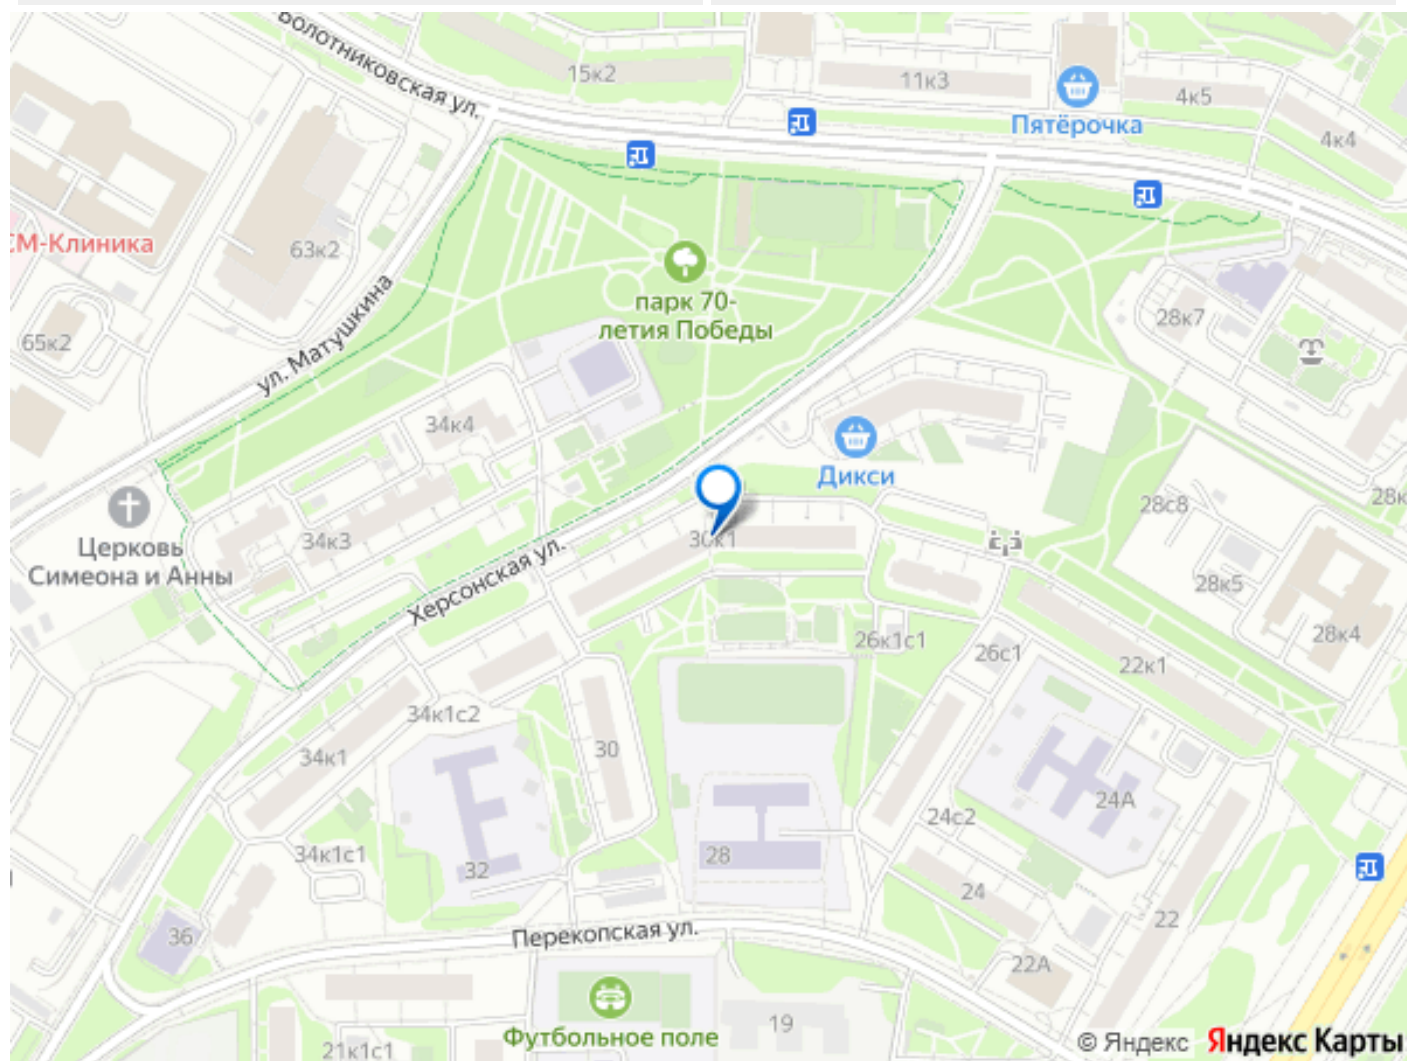 Болотниковская ул.
15к2
11к3
4к5
Пятёрочка
4к4
СМ-Клиника
63к2
парк 70-
летия Победы
28к7
65к2
ул. Матушкина
34к4
Дикси
28с8
28к
Церковь
Симеона и Анны
34к3
30к1
Херсонская ул.
28к5
28к4
26к1с1
26с1
22к1
34к1с2
30
34к1
24А
24с2
34к1с1
32
28
24
22
36
Перекопская ул.
22А
Футбольное поле
19
21к1с1
© Яндекс Яндекс Карты